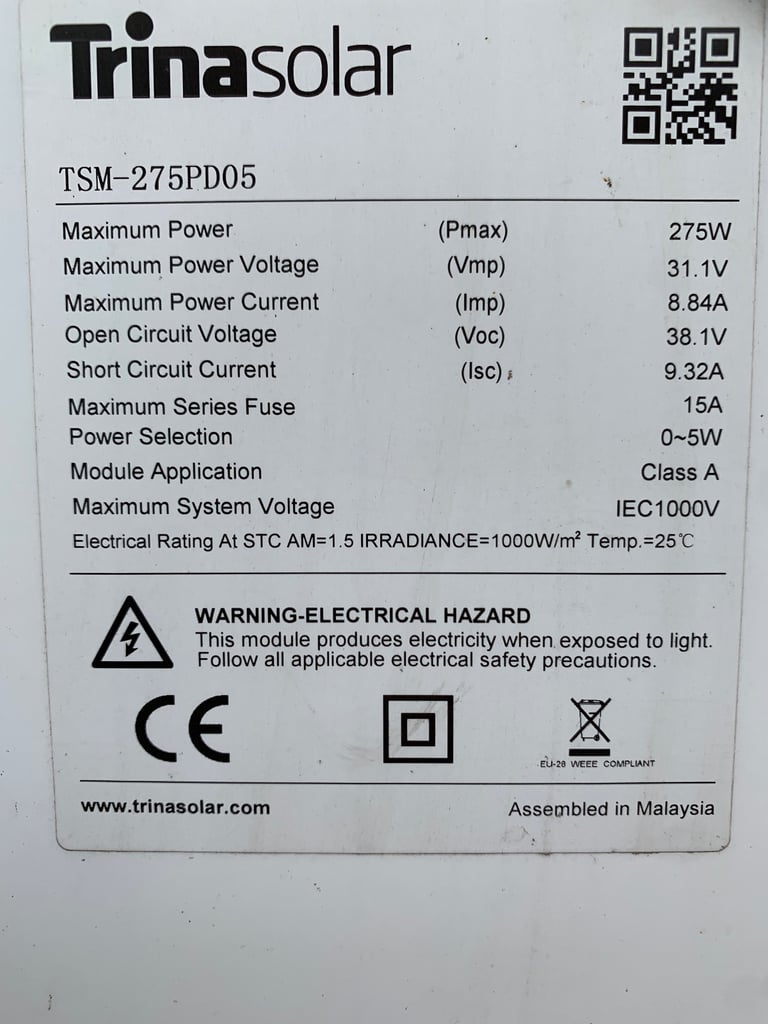 Trinasolar
TSM-275PD05
Maximum Power (Pmax) 275W
Maximum Power Voltage (Vmp) 31.1V
Maximum Power Current (Imp) 8.84A
Open Circuit Voltage (Voc) 38.1V
Short Circuit Current (Isc) 9.32A
Maximum Series Fuse 15A
Power Selection 0~5W
Module Application Class A
Maximum System Voltage IEC1000V
Electrical Rating At STC AM=1.5 IRRADIANCE=1000W/m² Temp.=25℃
WARNING-ELECTRICAL HAZARD
This module produces electricity when exposed to light.
Follow all applicable electrical safety precautions.
CE
EU-28 WEEE COMPLIANT
www.trinasolar.com Assembled in Malaysia